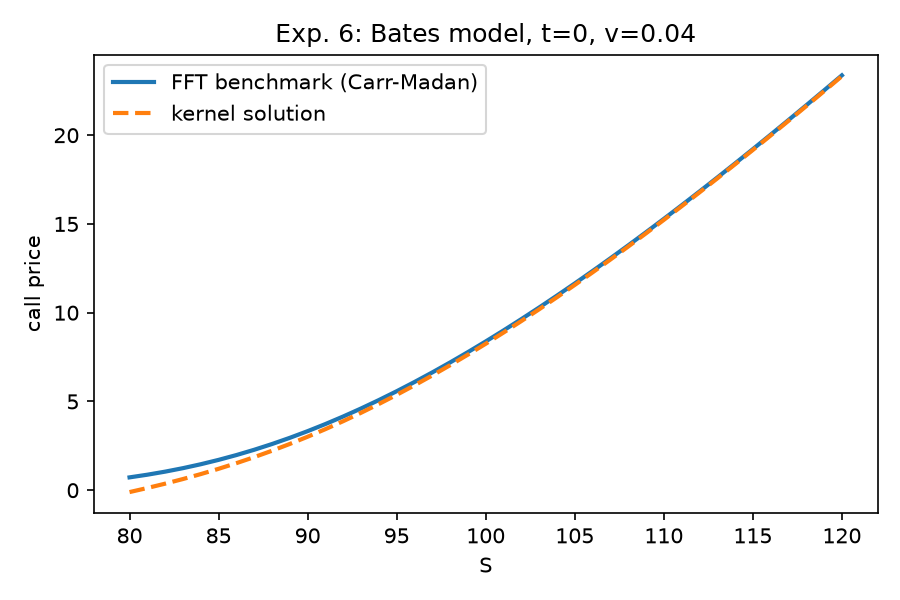 Exp. 6: Bates model, t=0, v=0.04
FFT benchmark (Carr-Madan)
kernel solution
20
15
10
5
0
call price
80 85 90 95 100 105 110 115 120
S